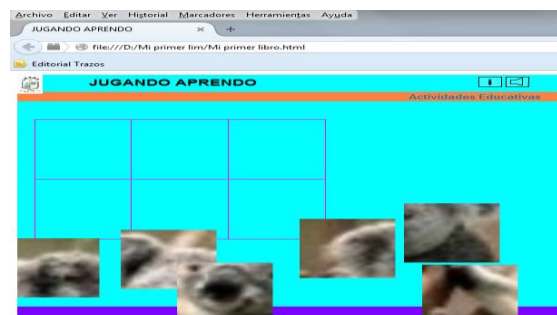 Archivo Editar Ver Historial Marcadores Herramientas Ayuda
JUGANDO APRENDO × +
file:///D:/Mi primer lim/Mi primer libro.html
Editorial Trazos
JUGANDO APRENDO
Actividades Educativas